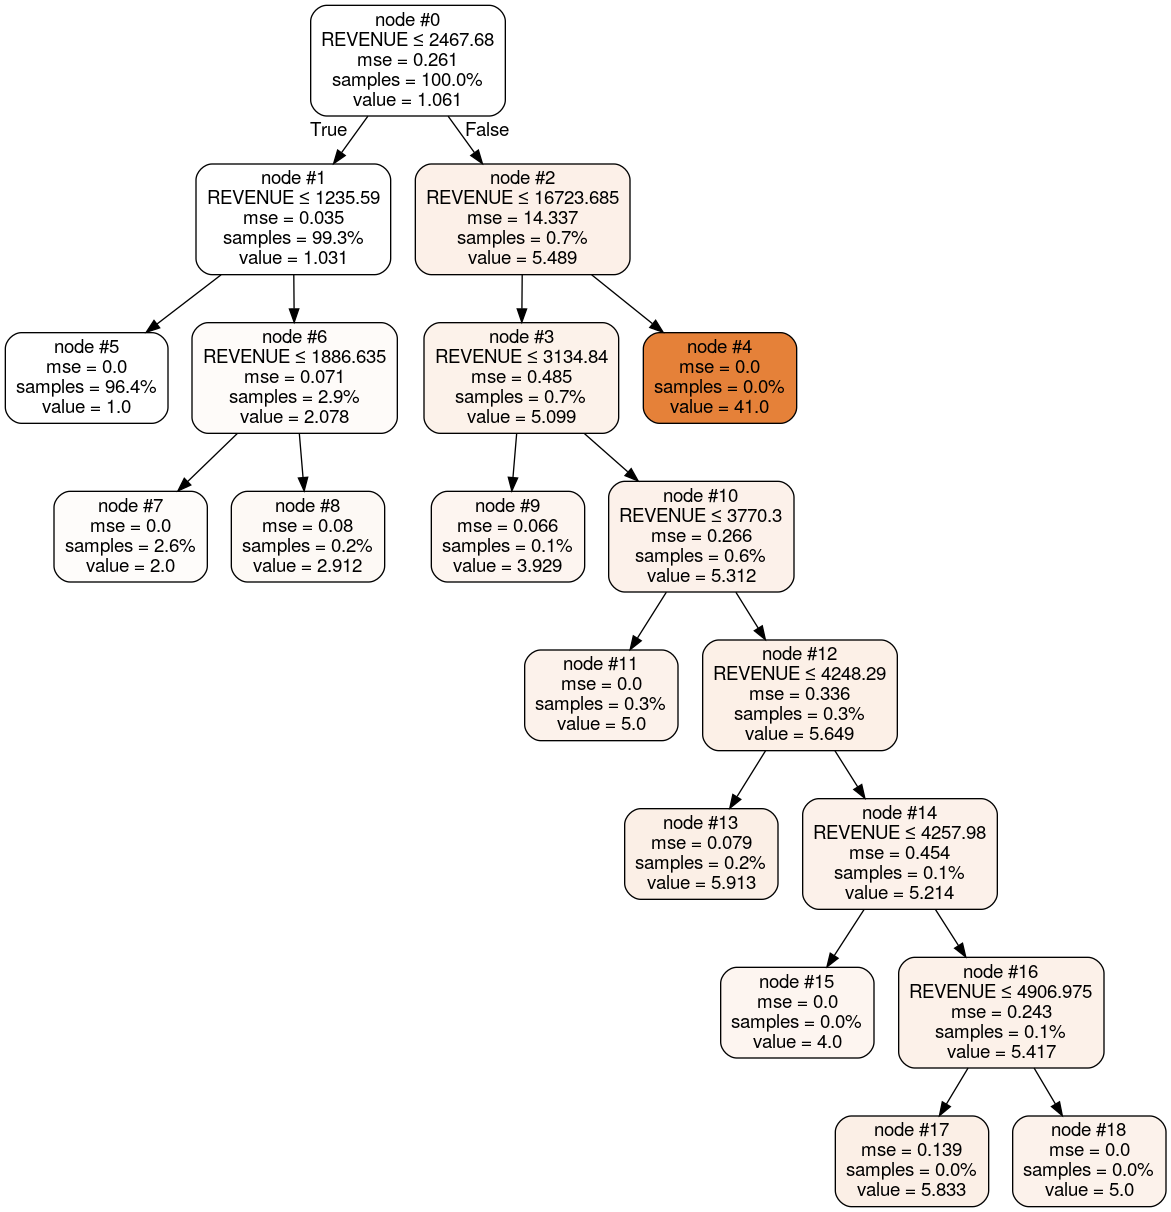 node #0
REVENUE ≤ 2467.68
mse = 0.261
samples = 100.0%
value = 1.061
True
False
node #1
REVENUE ≤ 1235.59
mse = 0.035
samples = 99.3%
value = 1.031
node #2
REVENUE ≤ 16723.685
mse = 14.337
samples = 0.7%
value = 5.489
node #5
mse = 0.0
samples = 96.4%
value = 1.0
node #6
REVENUE ≤ 1886.635
mse = 0.071
samples = 2.9%
value = 2.078
node #3
REVENUE ≤ 3134.84
mse = 0.485
samples = 0.7%
value = 5.099
node #4
mse = 0.0
samples = 0.0%
value = 41.0
node #7
mse = 0.0
samples = 2.6%
value = 2.0
node #8
mse = 0.08
samples = 0.2%
value = 2.912
node #9
mse = 0.066
samples = 0.1%
value = 3.929
node #10
REVENUE ≤ 3770.3
mse = 0.266
samples = 0.6%
value = 5.312
node #11
mse = 0.0
samples = 0.3%
value = 5.0
node #12
REVENUE ≤ 4248.29
mse = 0.336
samples = 0.3%
value = 5.649
node #13
mse = 0.079
samples = 0.2%
value = 5.913
node #14
REVENUE ≤ 4257.98
mse = 0.454
samples = 0.1%
value = 5.214
node #15
mse = 0.0
samples = 0.0%
value = 4.0
node #16
REVENUE ≤ 4906.975
mse = 0.243
samples = 0.1%
value = 5.417
node #17
mse = 0.139
samples = 0.0%
value = 5.833
node #18
mse = 0.0
samples = 0.0%
value = 5.0